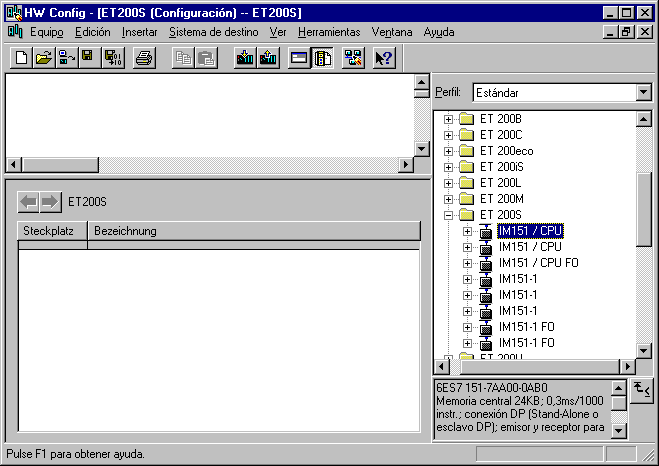 HW Config - [ET200S (Configuración) -- ET200S]
Equipo Edición Insertar Sistema de destino Ver Herramientas Ventana Ayuda
Perfil: Estándar
ET 200B
ET 200C
ET 200eco
ET 200iS
ET 200L
ET 200M
ET 200S
IM151 / CPU
IM151 / CPU
IM151 / CPU FO
IM151-1
IM151-1
IM151-1
IM151-1 FO
IM151-1 FO
ET 200U
ET200S
Steckplatz Bezeichnung
6ES7 151-7AA00-0AB0
Memoria central 24KB; 0,3ms/1000
instr.; conexión DP (Stand-Alone o
esclavo DP); emisor y receptor para
Pulse F1 para obtener ayuda.